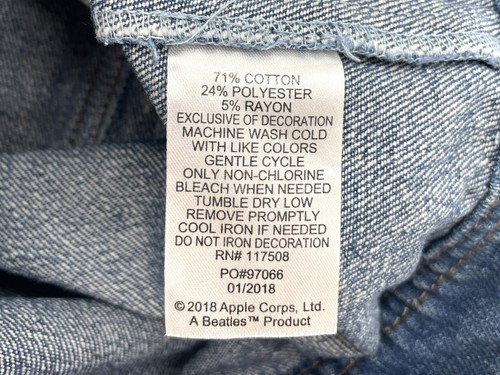 71% COTTON
24% POLYESTER
5% RAYON
EXCLUSIVE OF DECORATION
MACHINE WASH COLD
WITH LIKE COLORS
GENTLE CYCLE
ONLY NON-CHLORINE
BLEACH WHEN NEEDED
TUMBLE DRY LOW
REMOVE PROMPTLY
COOL IRON IF NEEDED
DO NOT IRON DECORATION
RN# 117508
PO#97066
01/2018
© 2018 Apple Corps, Ltd.
A Beatles™ Product